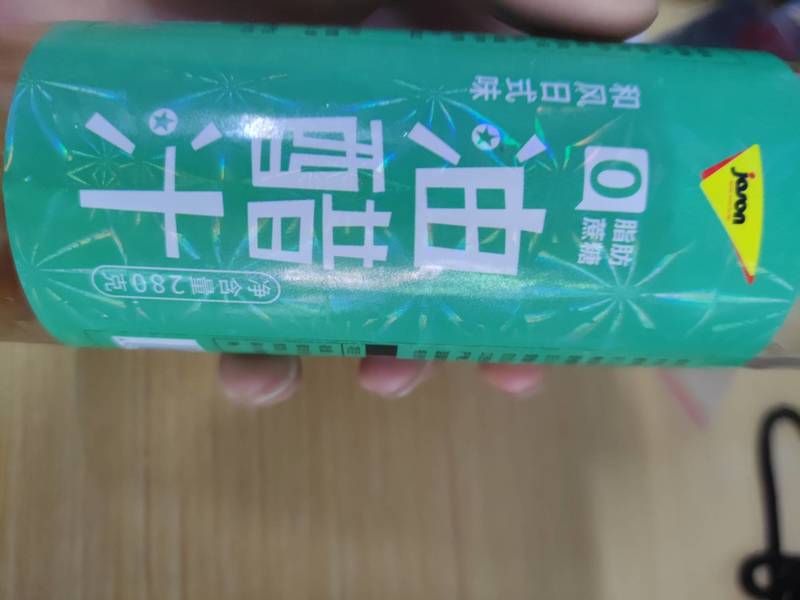 jason
0
脂肪
蔗糖
和风日式味
油醋汁
净含量280克